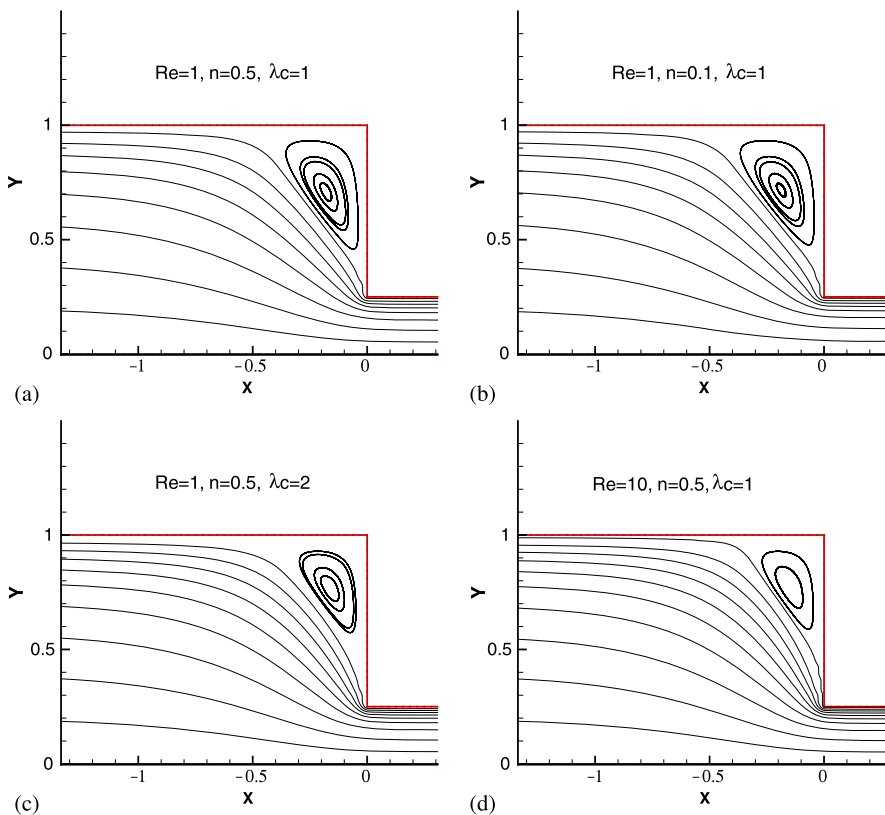 Re=1, n=0.5, λc=1
1
0.5
0
Y
−1
−0.5
0
X
(a)
Re=1, n=0.1, λc=1
1
0.5
0
Y
−1
−0.5
0
X
(b)
Re=1, n=0.5, λc=2
1
0.5
0
Y
−1
−0.5
0
X
(c)
Re=10, n=0.5, λc=1
1
0.5
0
Y
−1
−0.5
0
X
(d)